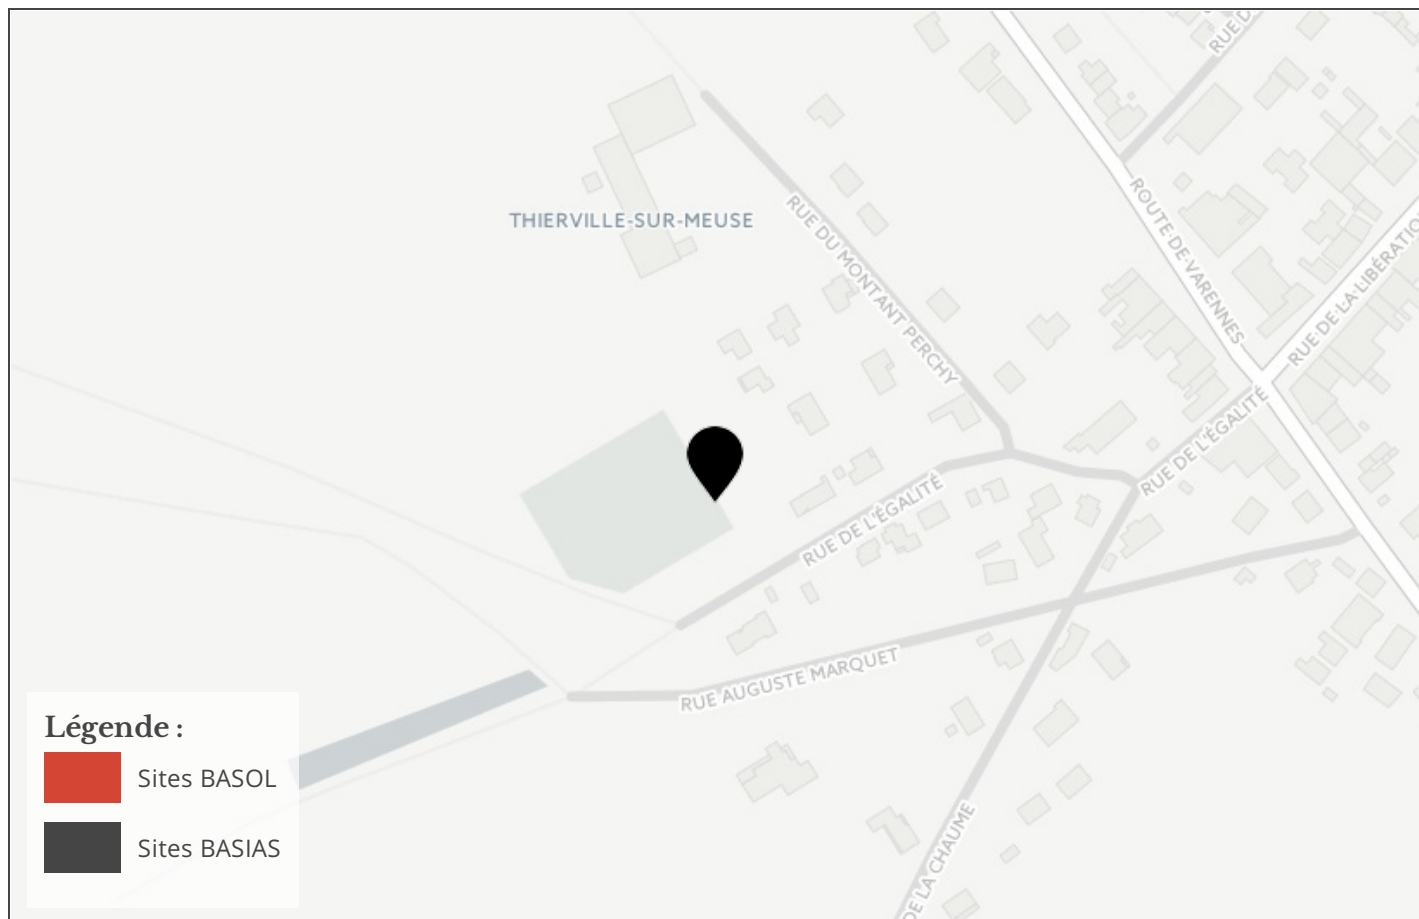 RUE D
THIERVILLE-SUR-MEUSE
RUE DU MONTANT PERCHY
ROUTE-DE-VARENNES
RUE-DE-LA-LIBÉRATIO
RUE DE L'ÉGALITÉ
RUE DE L'ÉGALITÉ
RUE AUGUSTE MARQUET
DE LA CHAUME
Légende :
Sites BASOL
Sites BASIAS